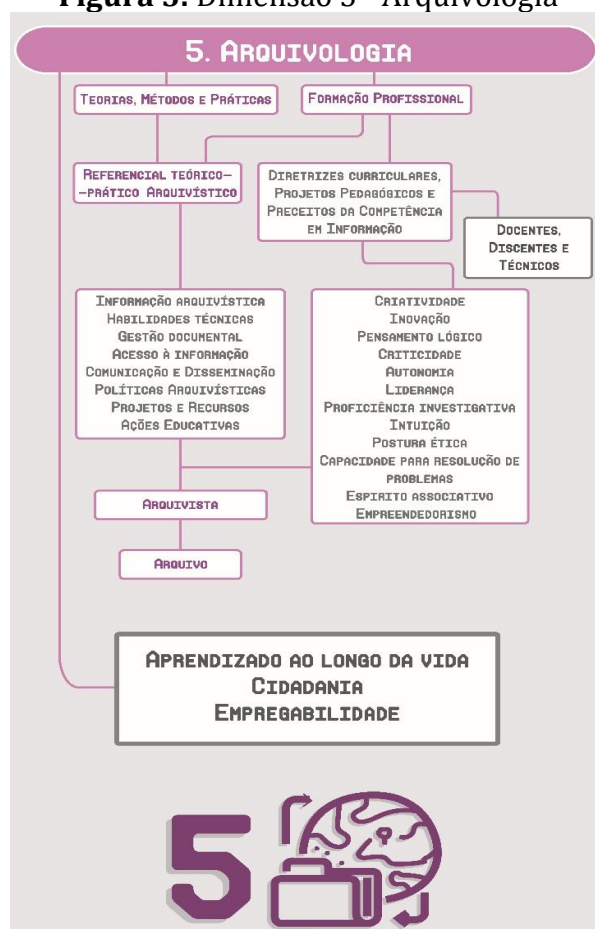 Figura 5: Dimensão 5 - Arquivologia
5. Arquivologia
Teorias, Métodos e Práticas
Formação Profissional
Referencial teórico-
-prático Arquivístico
Diretrizes curriculares,
Projetos Pedagógicos e
Preceitos da Competência
em Informação
Docentes,
Discentes e
Técnicos
Informação arquivística
Habilidades técnicas
Gestão documental
Acesso à informação
Comunicação e Disseminação
Políticas Arquivísticas
Projetos e Recursos
Ações Educativas
Criatividade
Inovação
Pensamento lógico
Criticidade
Autonomia
Liderança
Proficiência investigativa
Intuição
Postura ética
Capacidade para resolução de
problemas
Espirito associativo
Empreendedorismo
Arquivista
Arquivo
Aprendizado ao longo da vida
Cidadania
Empregabilidade
5